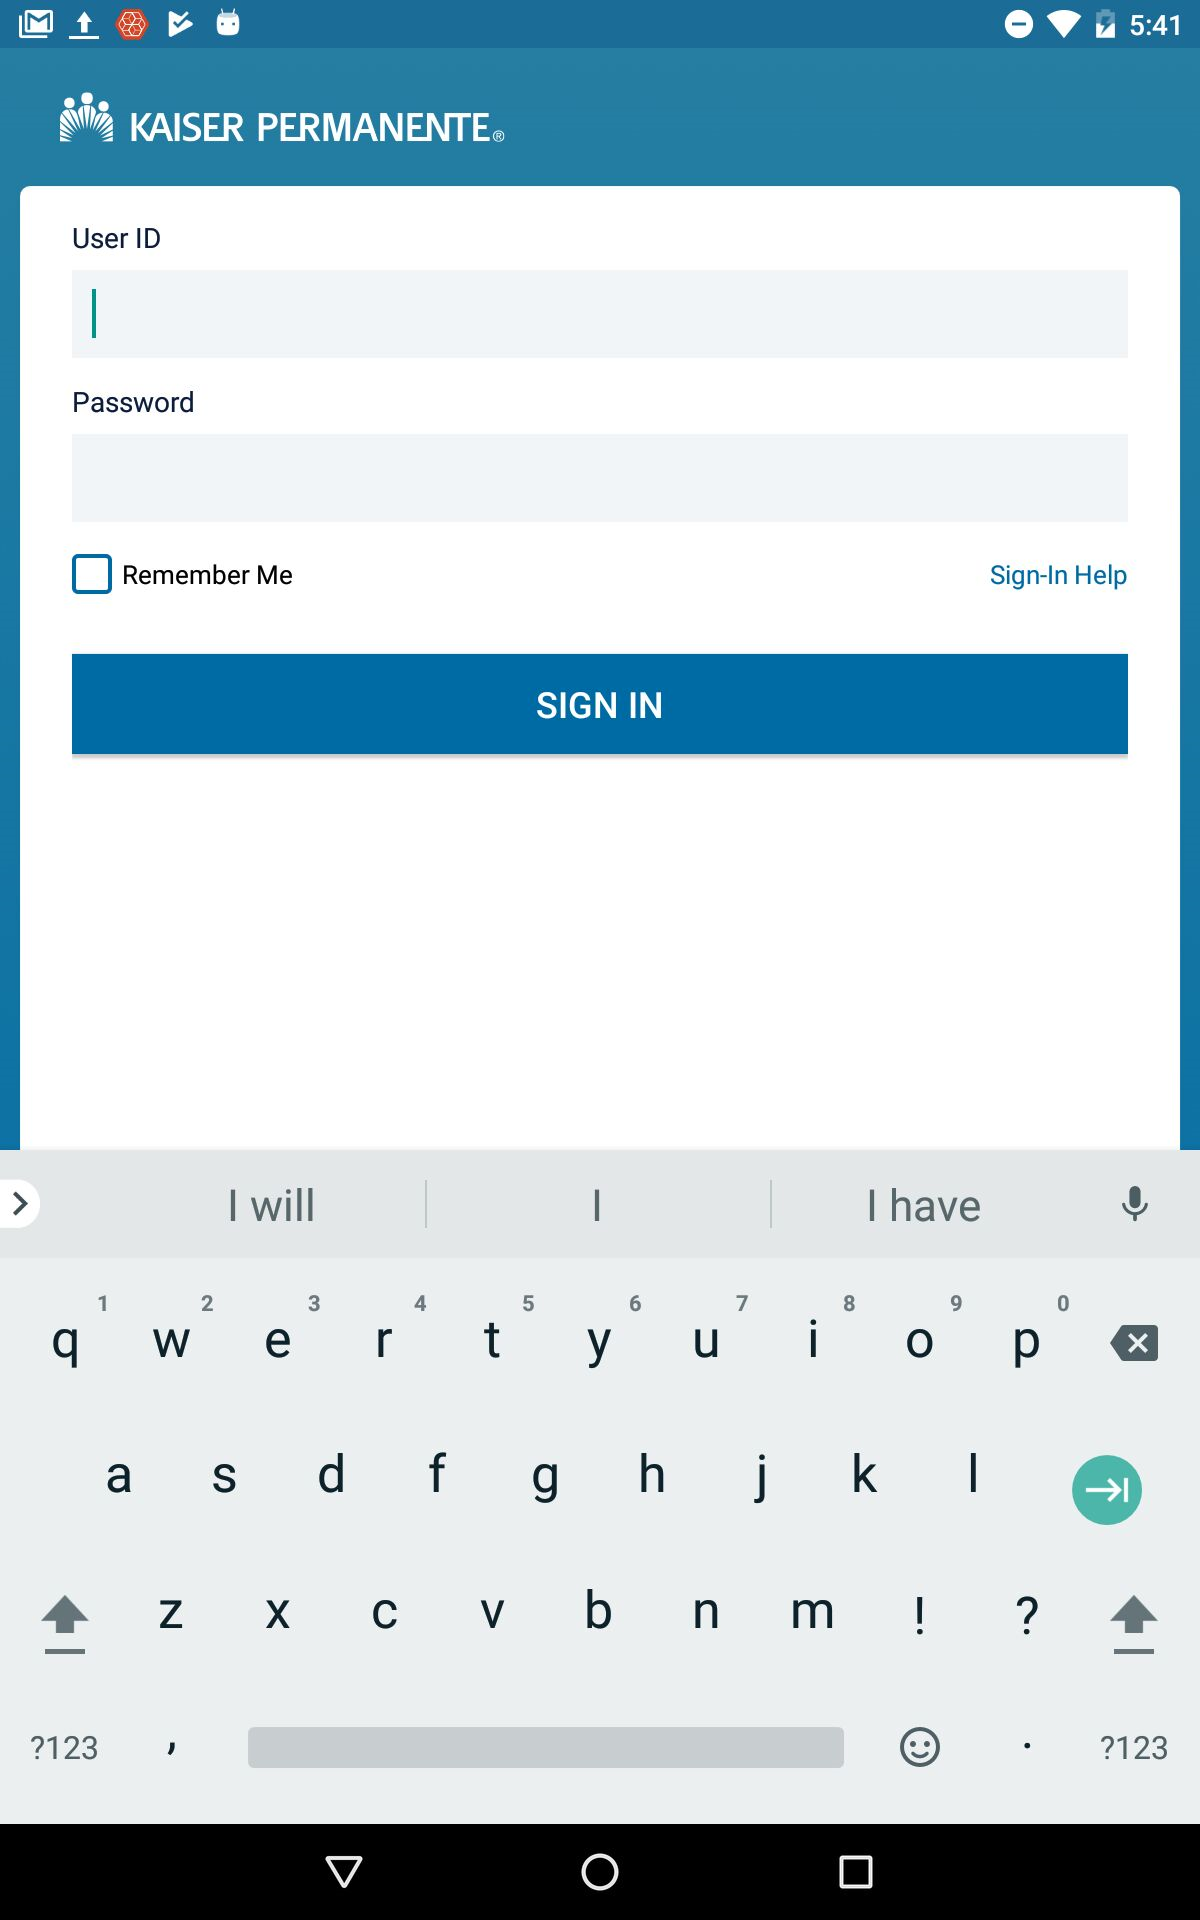 5:41
KAISER PERMANENTE®
User ID
Password
Remember Me
Sign-In Help
SIGN IN
I will
I
I have
1 2 3 4 5 6 7 8 9 0
q w e r t y u i o p
a s d f g h j k l
z x c v b n m ! ?
?123 , . ?123